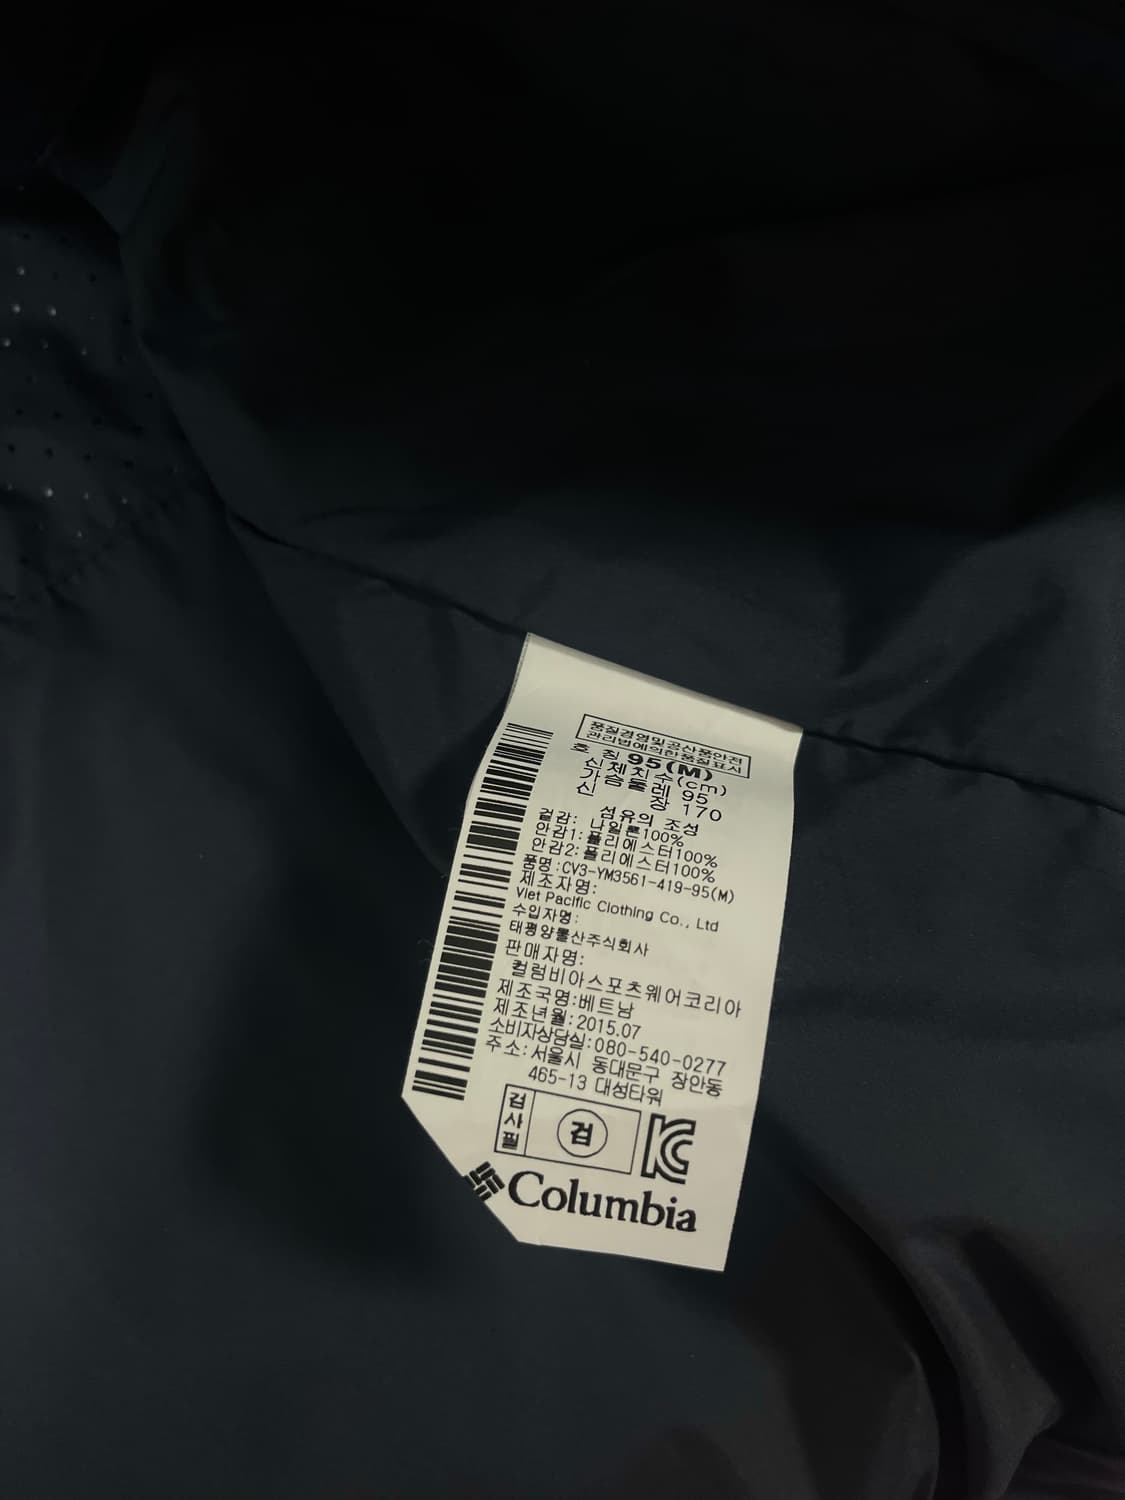 품질경영및공산품안전
관리법에의한품질표시
호 칭 95(M)
신체치수(cm)
가슴둘레 95
신 장 170
섬유의 조성
겉감: 나일론100%
안감1:폴리에스터100%
안감2:폴리에스터100%
품명:CV3-YM3561-419-95(M)
제조자명:
Viet Pacific Clothing Co., Ltd
수입자명:
태평양물산주식회사
판매자명:
컬럼비아스포츠웨어코리아
제조국명:베트남
제조년월:2015.07
소비자상담실:080-540-0277
주소:서울시 동대문구 장안동
465-13 대성타워
검사필 검 KC
Columbia